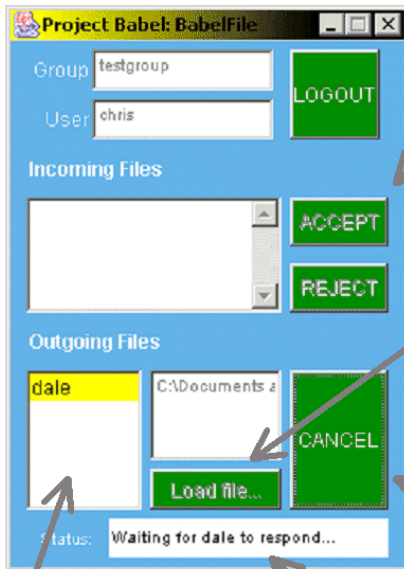 Project Babel: BabelFile
Group testgroup
LOGOUT
User chris
Incoming Files
ACCEPT
REJECT
Outgoing Files
dale
C:\Documents a
CANCEL
Load file...
Status: Waiting for dale to respond...